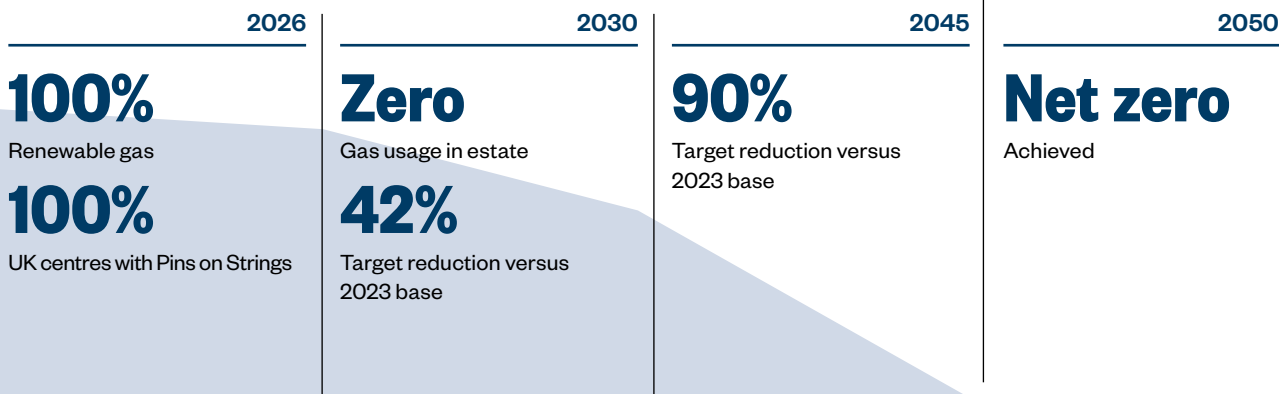 2026
100%
Renewable gas
100%
UK centres with Pins on Strings
2030
Zero
Gas usage in estate
42%
Target reduction versus
2023 base
2045
90%
Target reduction versus
2023 base
2050
Net zero
Achieved